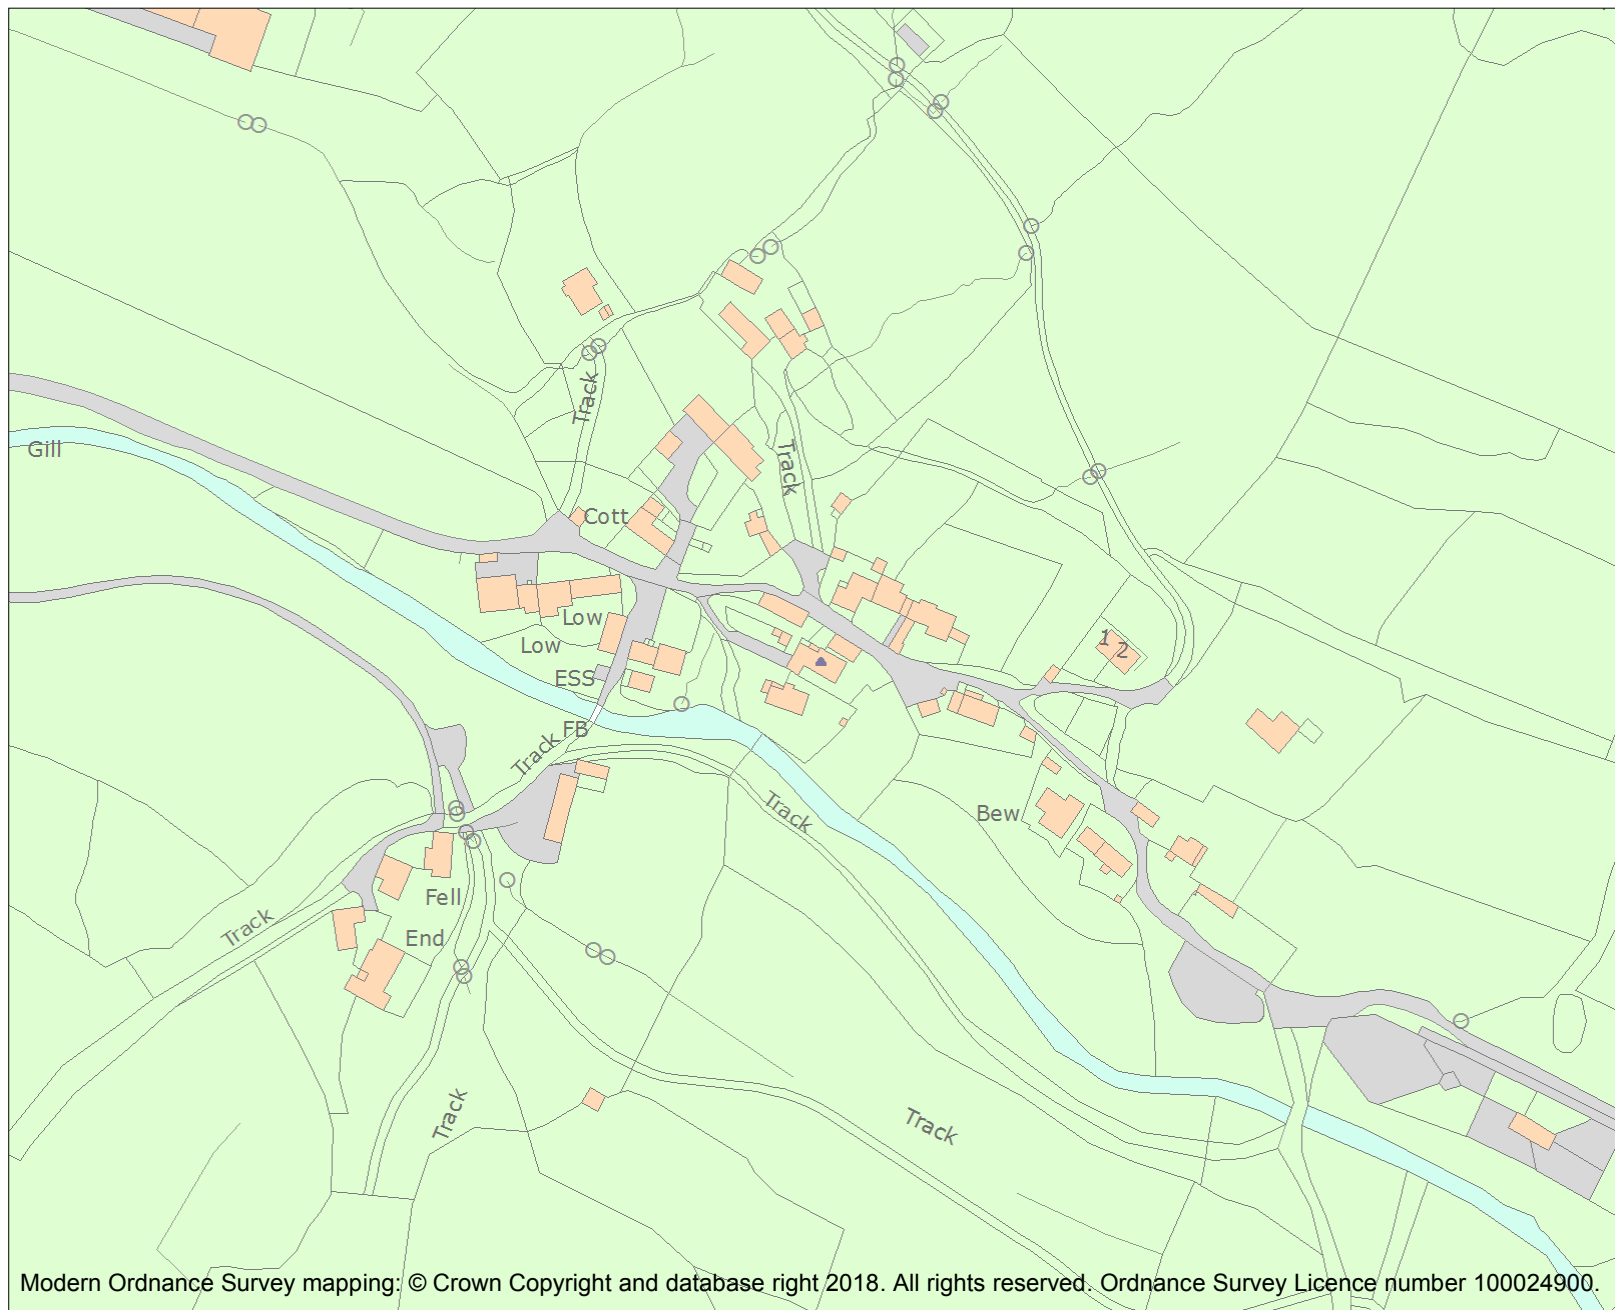 Gill
Track
Track
Cott
Low
Low
ESS
FB
Track
1
2
Track
Bew
Fell
End
Track
Track
Track
Modern Ordnance Survey mapping: © Crown Copyright and database right 2018. All rights reserved. Ordnance Survey Licence number 100024900.